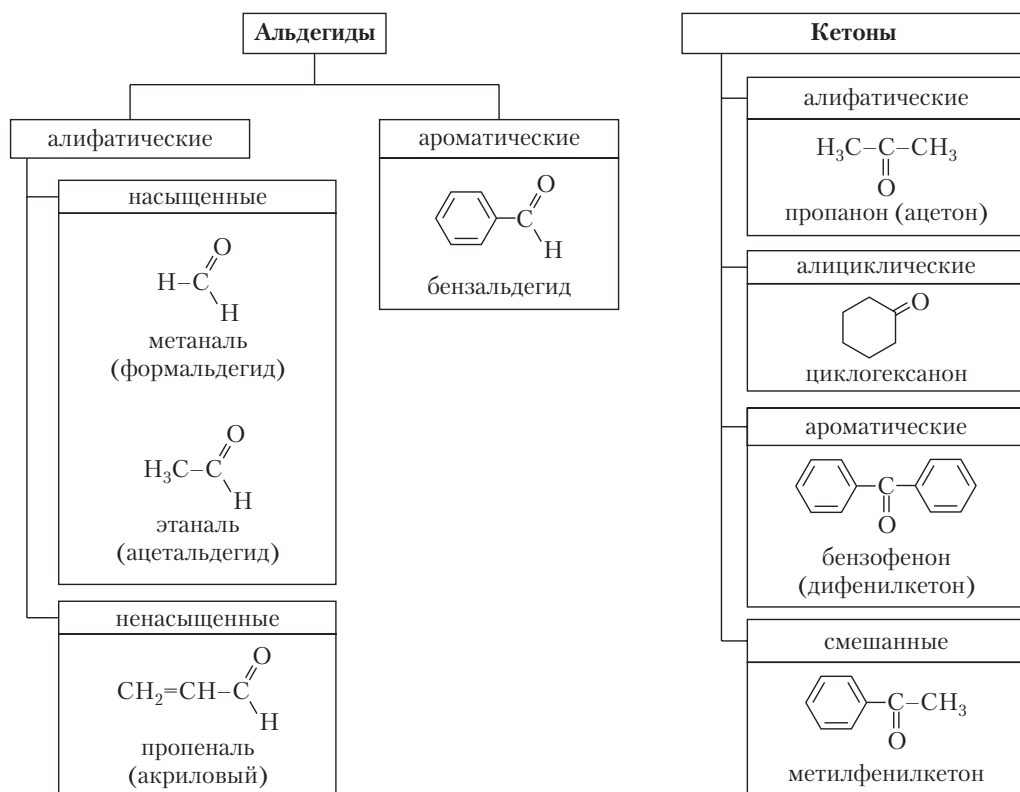 Альдегиды
алифатические
насыщенные
O
H–C
H
метаналь
(формальдегид)
O
H₃C–C
H
этаналь
(ацетальдегид)
ненасыщенные
O
CH₂=CH–C
H
пропеналь
(акриловый)
ароматические
O
C
H
бензальдегид
Кетоны
алифатические
H₃C–C–CH₃
O
пропанон (ацетон)
алициклические
O
циклогексанон
ароматические
C
O
бензофенон
(дифенилкетон)
смешанные
C–CH₃
O
метилфенилкетон